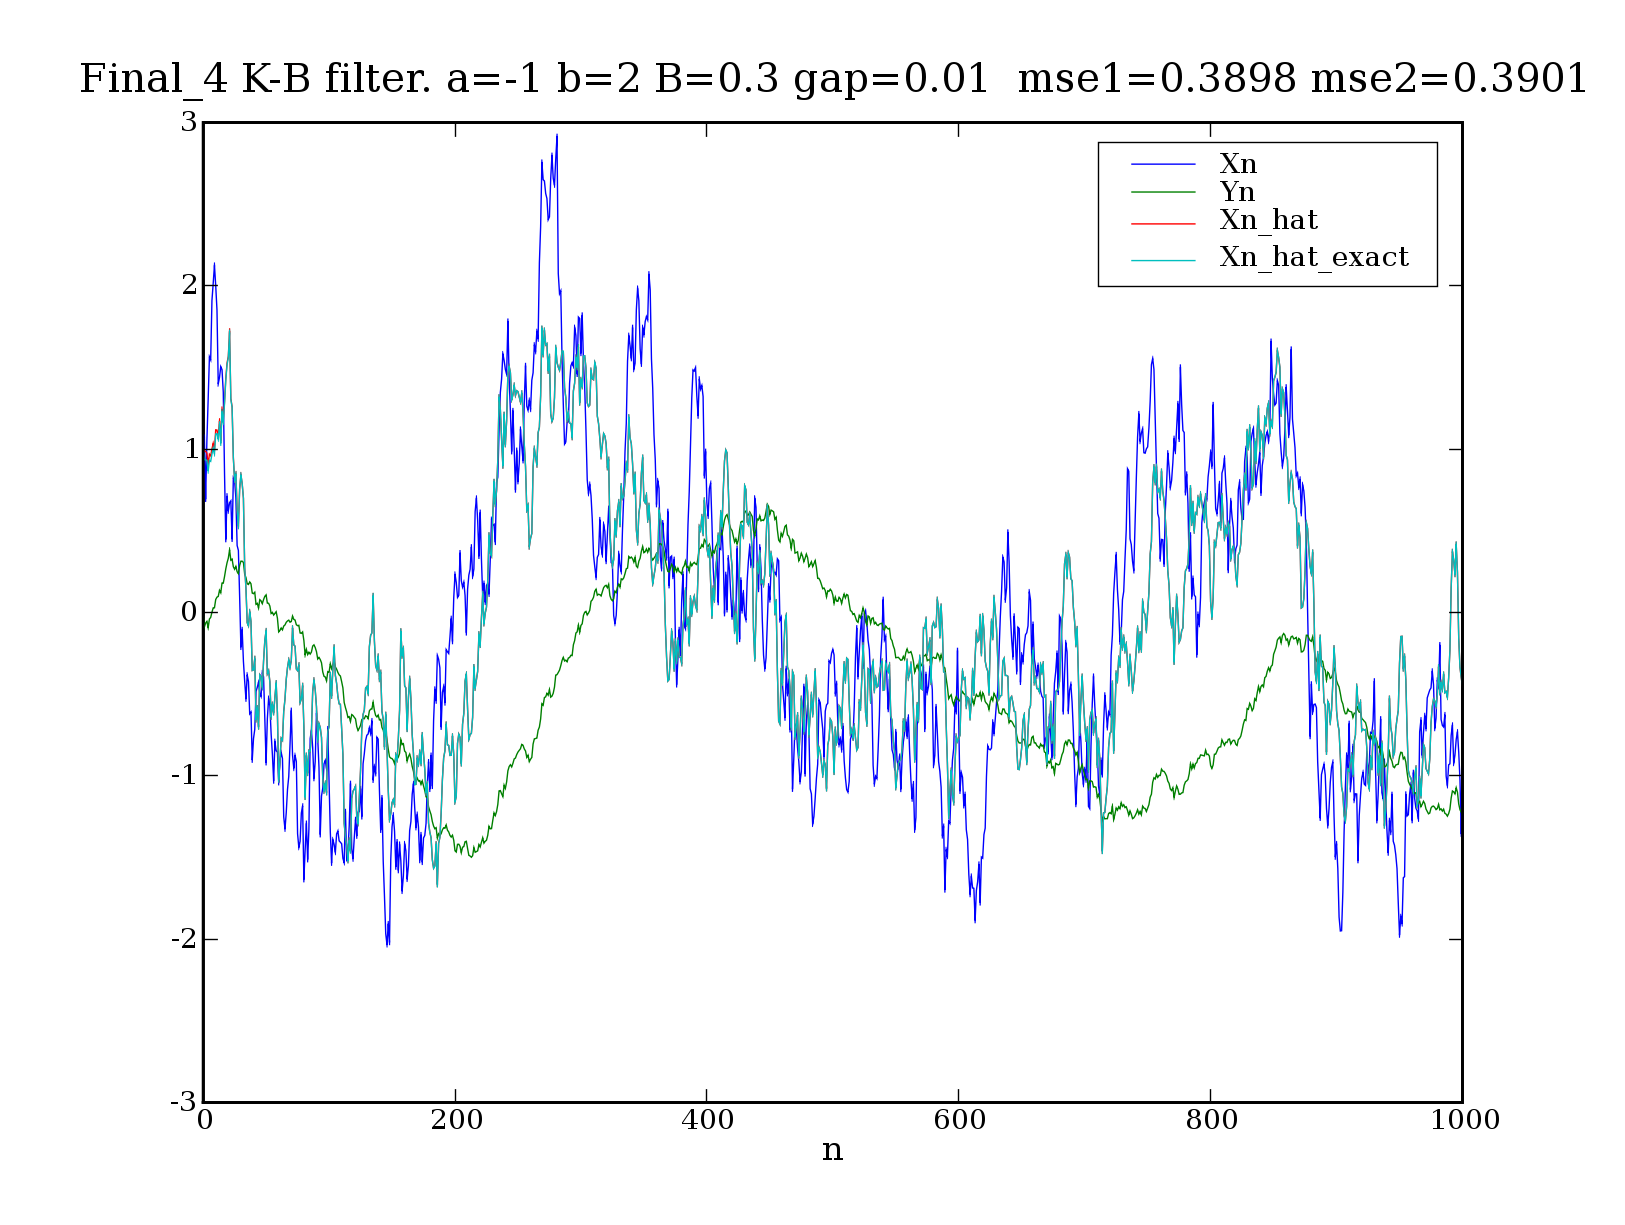 Final_4 K-B filter. a=-1 b=2 B=0.3 gap=0.01  mse1=0.3898 mse2=0.3901
3
2
1
0
-1
-2
-3
Xn
Yn
Xn_hat
Xn_hat_exact
0 200 400 600 800 1000
n